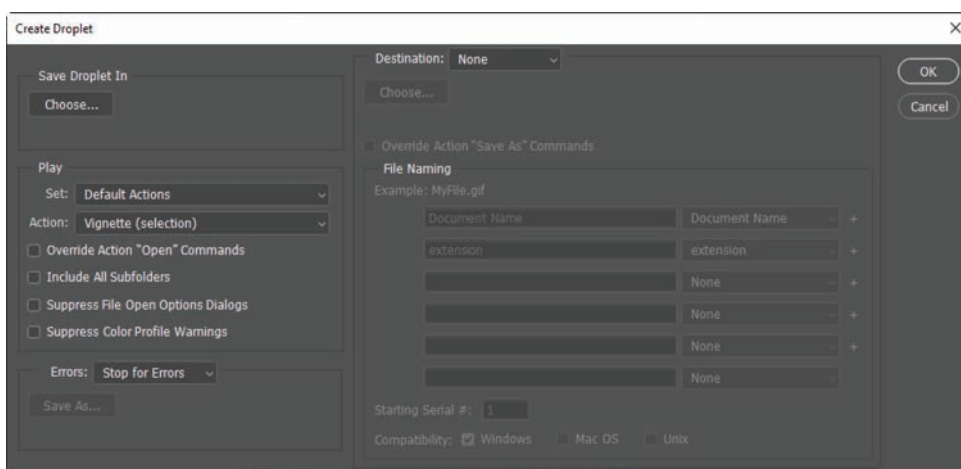 Create Droplet
Save Droplet In
Choose...
Play
Set: Default Actions
Action: Vignette (selection)
Override Action "Open" Commands
Include All Subfolders
Suppress File Open Options Dialogs
Suppress Color Profile Warnings
Errors: Stop for Errors
Save As...
Destination: None
Choose...
Override Action "Save As" Commands
File Naming
Example: MyFile.gif
Document Name Document Name +
extension extension +
None +
None +
None +
None
Starting Serial #: 1
Compatibility: Windows Mac OS Unix
OK
Cancel